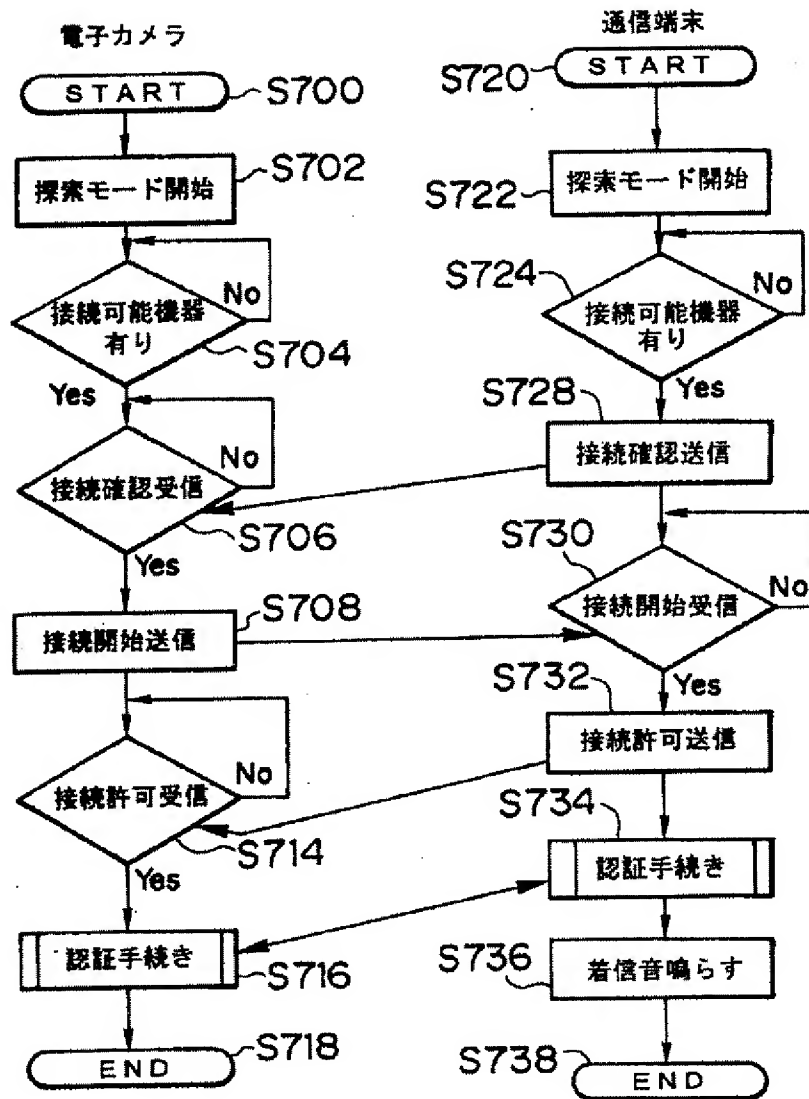 電子カメラ
START
S700
探索モード開始
S702
接続可能機器
有り
No
S704
Yes
接続確認受信
No
S706
Yes
接続開始送信
S708
接続許可受信
No
S714
Yes
認証手続き
S716
END
S718
通信端末
START
S720
探索モード開始
S722
S724
接続可能機器
有り
No
Yes
S728
接続確認送信
S730
接続開始受信
No
Yes
S732
接続許可送信
S734
認証手続き
S736
着信音鳴らす
S738
END